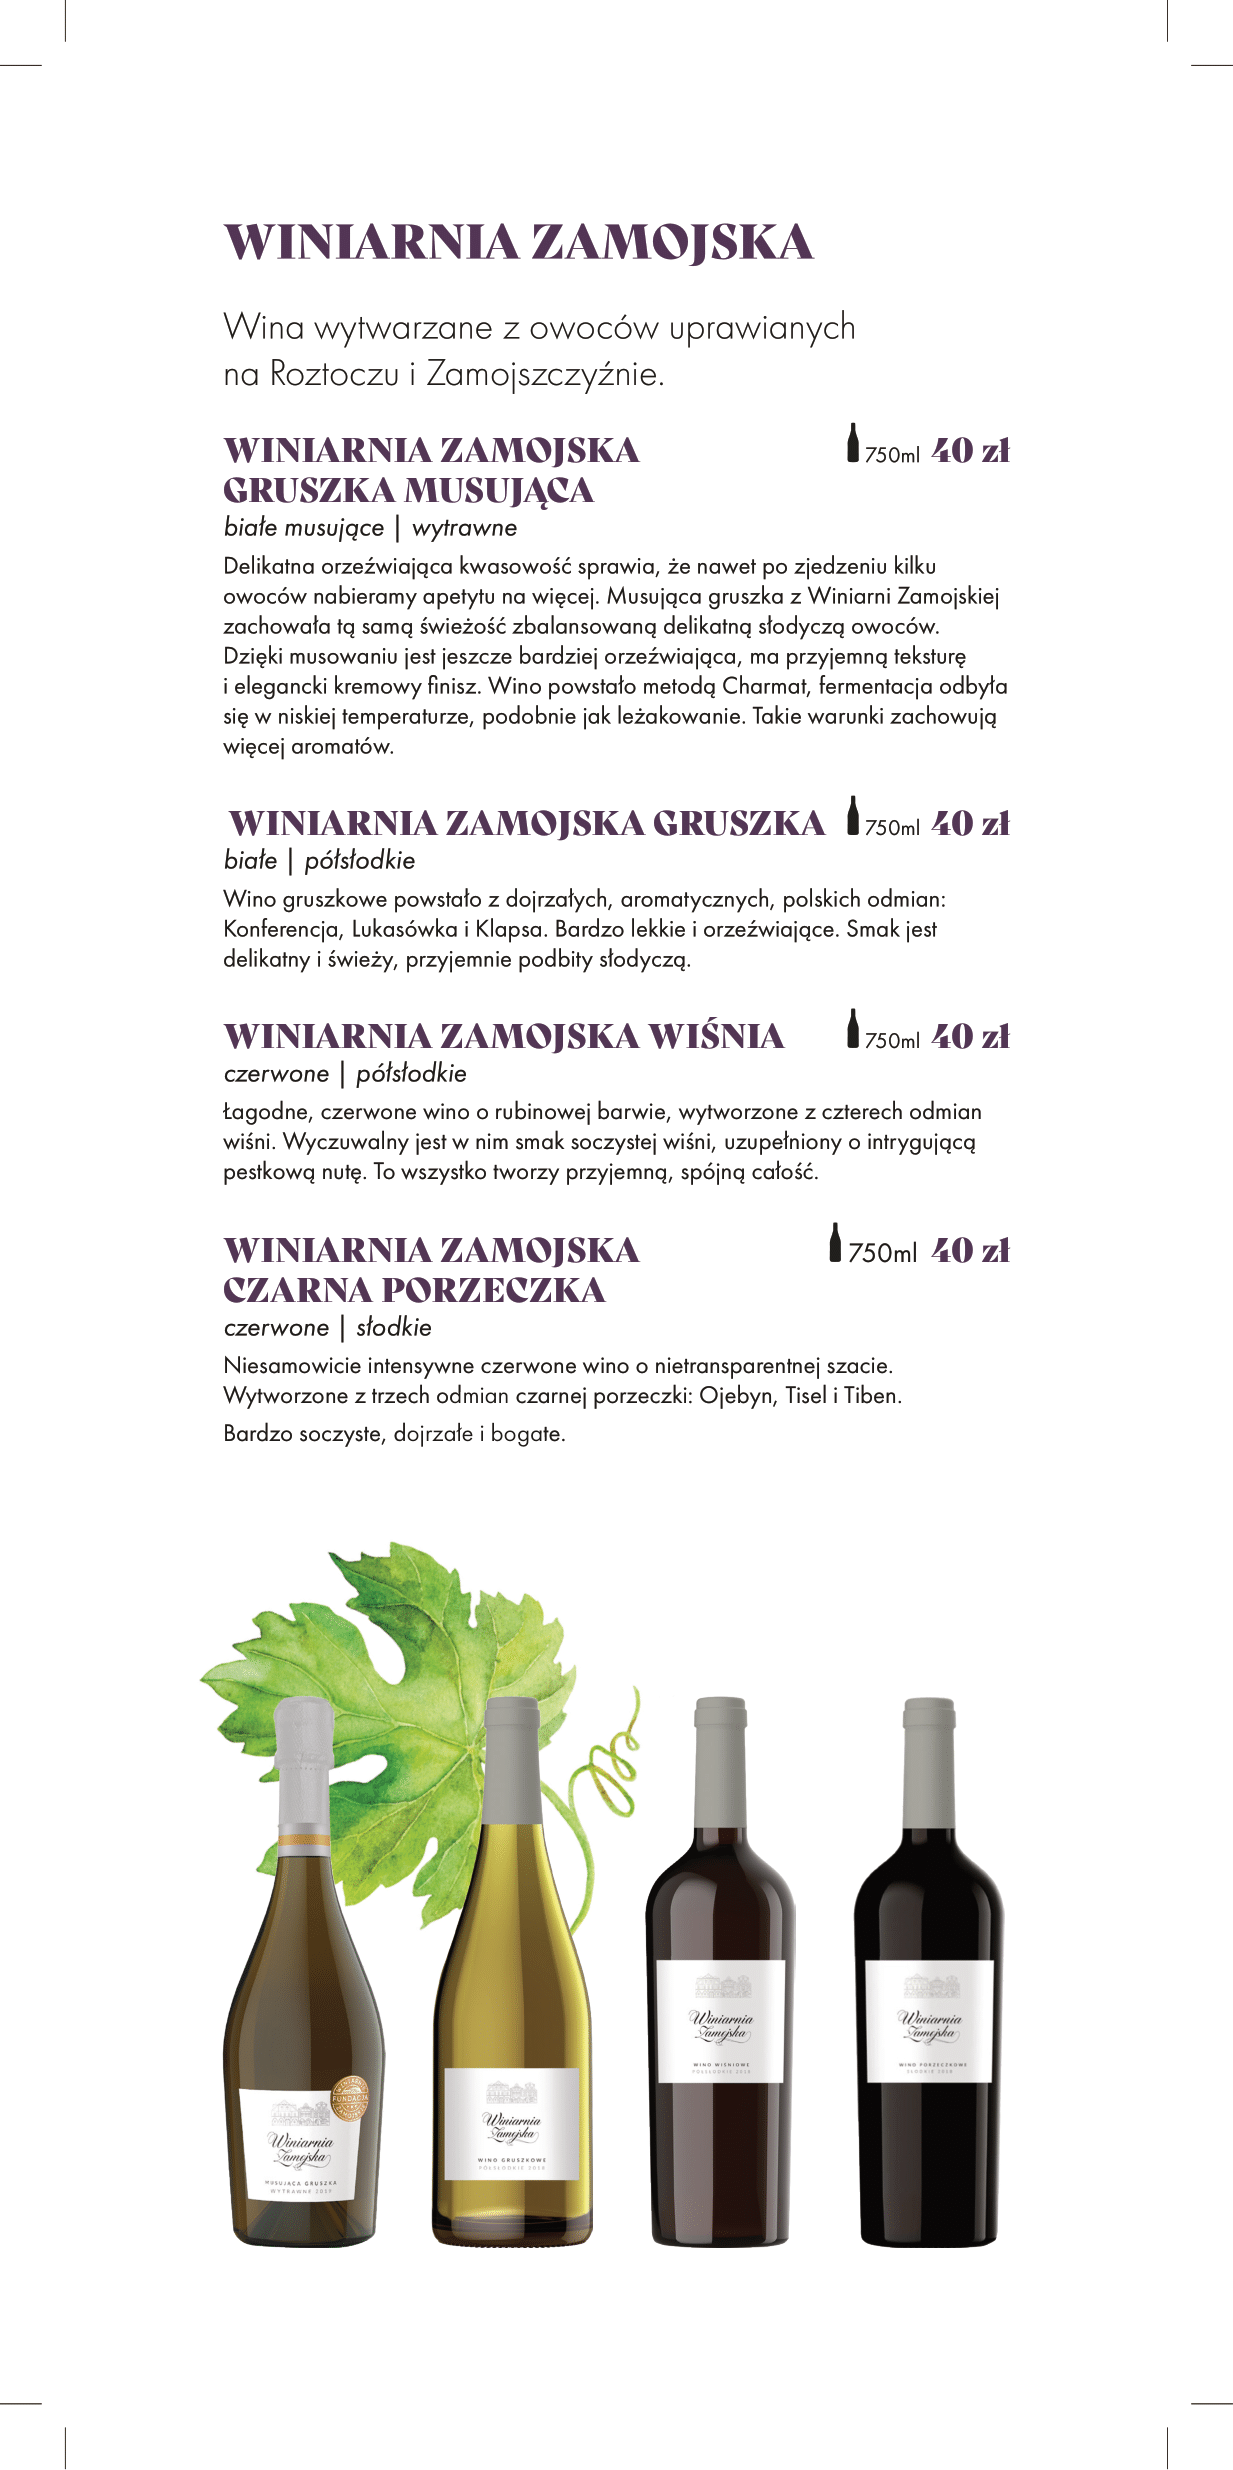 WINIARNIA ZAMOJSKA
Wina wytwarzane z owoców uprawianych
na Roztoczu i Zamojszczyźnie.
WINIARNIA ZAMOJSKA 750ml 40 zł
GRUSZKA MUSUJĄCA
białe musujące | wytrawne
Delikatna orzeźwiająca kwasowość sprawia, że nawet po zjedzeniu kilku
owoców nabieramy apetytu na więcej. Musująca gruszka z Winiarni Zamojskiej
zachowała tą samą świeżość zbalansowaną delikatną słodyczą owoców.
Dzięki musowaniu jest jeszcze bardziej orzeźwiająca, ma przyjemną teksturę
i elegancki kremowy finisz. Wino powstało metodą Charmat, fermentacja odbyła
się w niskiej temperaturze, podobnie jak leżakowanie. Takie warunki zachowują
więcej aromatów.
WINIARNIA ZAMOJSKA GRUSZKA 750ml 40 zł
białe | półsłodkie
Wino gruszkowe powstało z dojrzałych, aromatycznych, polskich odmian:
Konferencja, Lukasówka i Klapsa. Bardzo lekkie i orzeźwiające. Smak jest
delikatny i świeży, przyjemnie podbity słodyczą.
WINIARNIA ZAMOJSKA WIŚNIA 750ml 40 zł
czerwone | półsłodkie
Łagodne, czerwone wino o rubinowej barwie, wytworzone z czterech odmian
wiśni. Wyczuwalny jest w nim smak soczystej wiśni, uzupełniony o intrygującą
pestkową nutę. To wszystko tworzy przyjemną, spójną całość.
WINIARNIA ZAMOJSKA 750ml 40 zł
CZARNA PORZECZKA
czerwone | słodkie
Niesamowicie intensywne czerwone wino o nietransparentnej szacie.
Wytworzone z trzech odmian czarnej porzeczki: Ojebyn, Tisel i Tiben.
Bardzo soczyste, dojrzałe i bogate.
FUNDACJA
Winiarnia
Zamojska
MUSUJĄCA GRUSZKA
WYTRAWNE 2017
Winiarnia
Zamojska
WINO GRUSZKOWE
PÓŁSŁODKIE 2018
Winiarnia
Zamojska
WINO WIŚNIOWE
PÓŁSŁODKIE 2018
Winiarnia
Zamojska
WINO PORZECZKOWE
SŁODKIE 2018